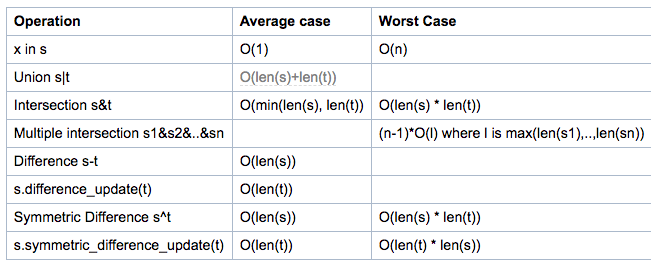 Operation Average case Worst Case
x in s O(1) O(n)
Union s|t O(len(s)+len(t))
Intersection s&t O(min(len(s), len(t)) O(len(s) * len(t))
Multiple intersection s1&s2&..&sn (n-1)*O(l) where l is max(len(s1),..,len(sn))
Difference s-t O(len(s))
s.difference_update(t) O(len(t))
Symmetric Difference s^t O(len(s)) O(len(s) * len(t))
s.symmetric_difference_update(t) O(len(t)) O(len(t) * len(s))